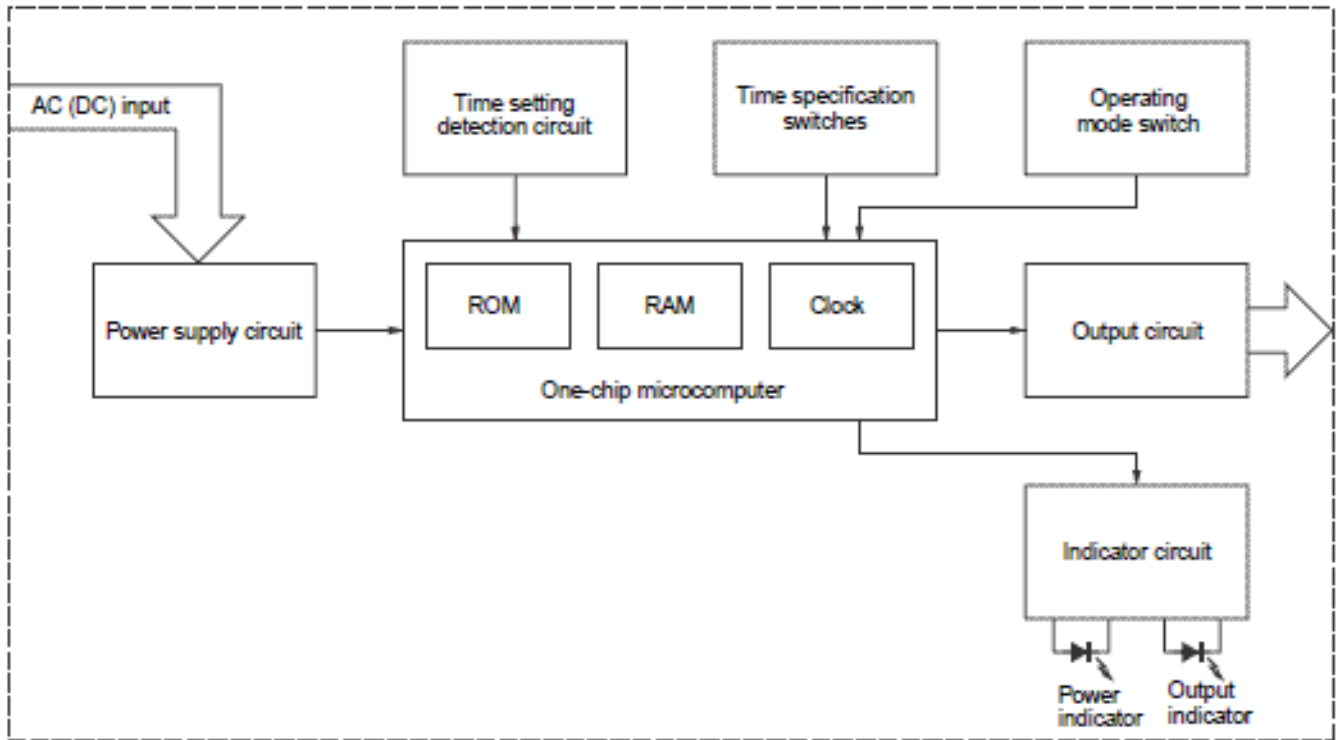 AC (DC) input
Time setting
detection circuit
Time specification
switches
Operating
mode switch
Power supply circuit
ROM
RAM
Clock
One-chip microcomputer
Output circuit
Indicator circuit
Power
indicator
Output
indicator